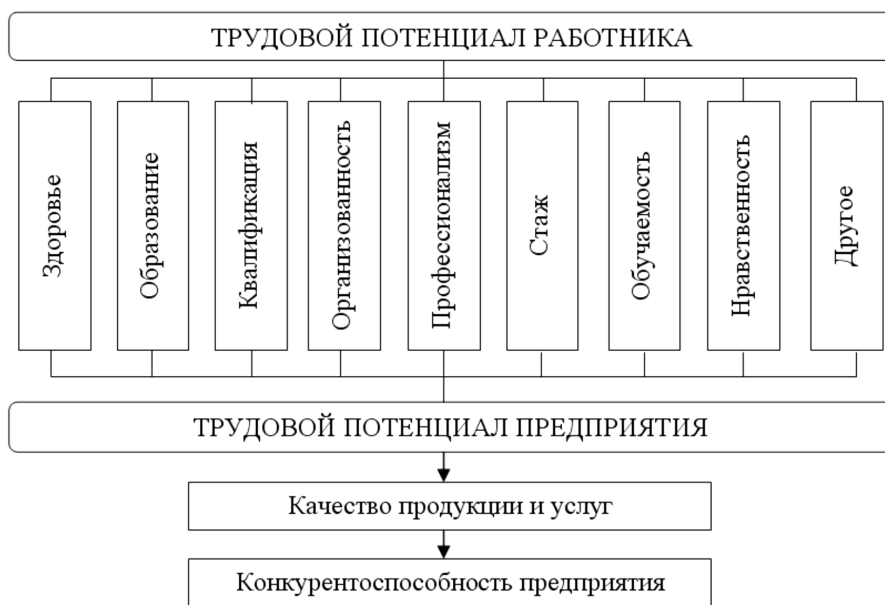 ТРУДОВОЙ ПОТЕНЦИАЛ РАБОТНИКА
Здоровье
Образование
Квалификация
Организованность
Профессионализм
Стаж
Обучаемость
Нравственность
Другое
ТРУДОВОЙ ПОТЕНЦИАЛ ПРЕДПРИЯТИЯ
Качество продукции и услуг
Конкурентоспособность предприятия